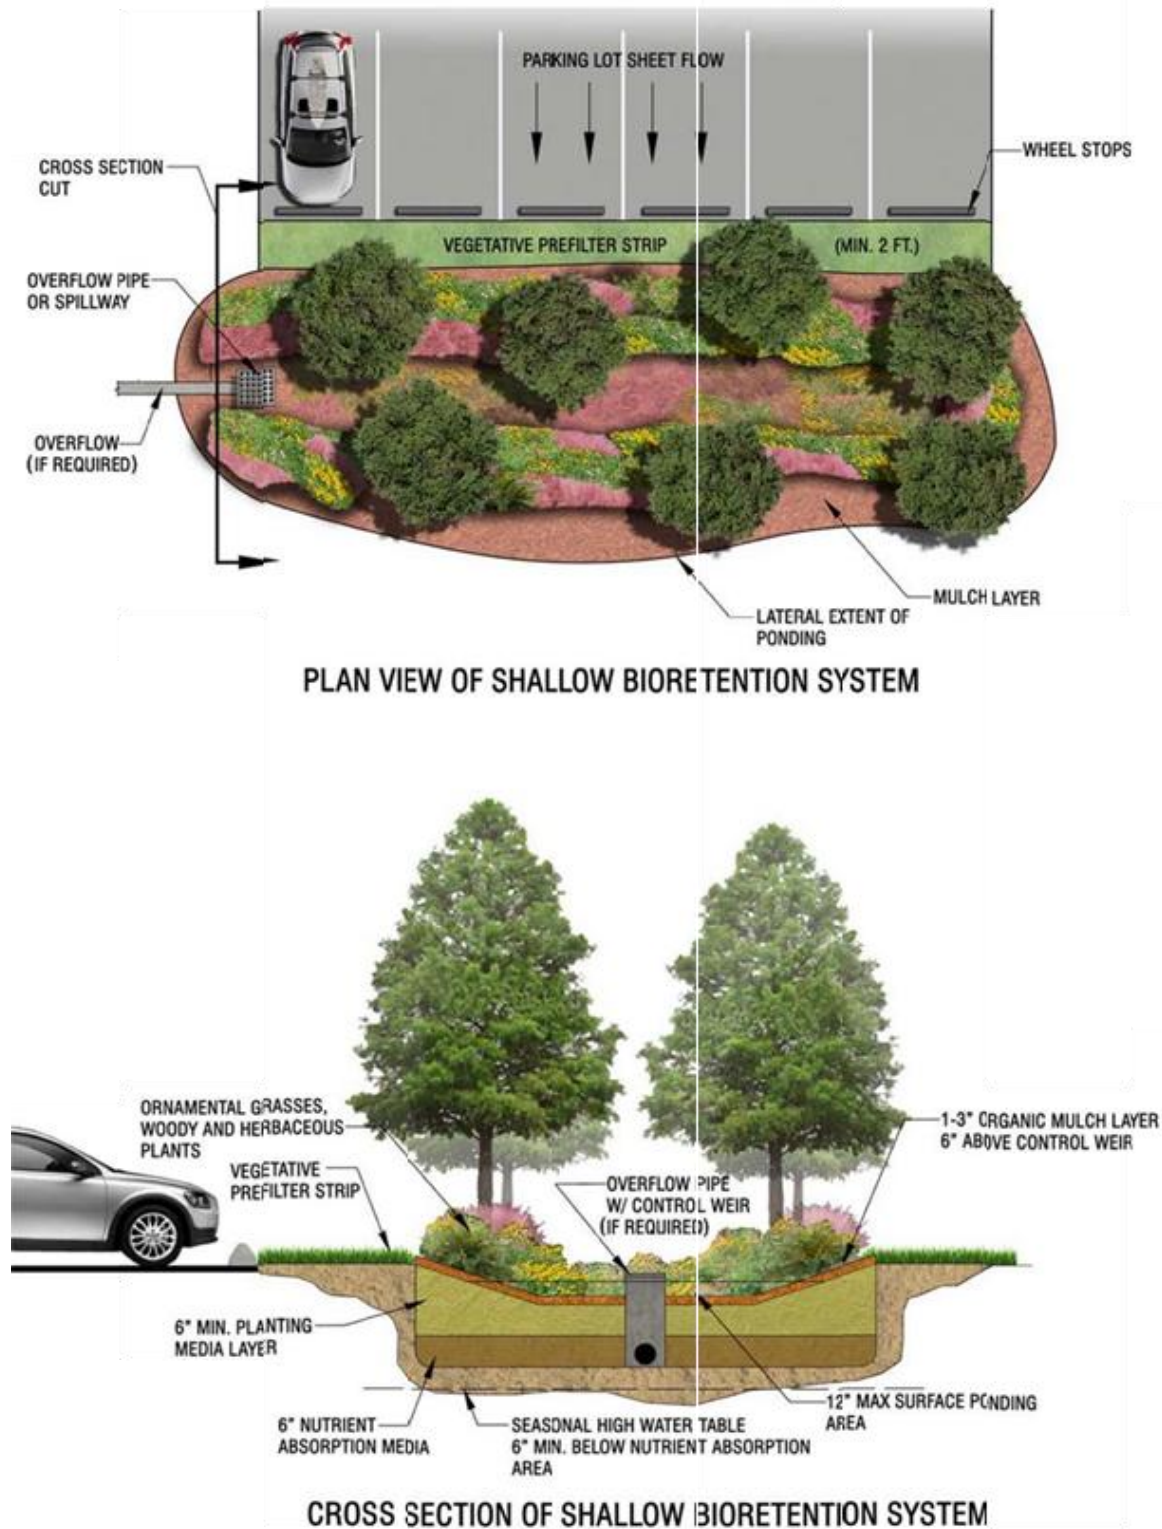 PARKING LOT SHEET FLOW
WHEEL STOPS
CROSS SECTION
CUT
VEGETATIVE PREFILTER STRIP (MIN. 2 FT.)
OVERFLOW PIPE
OR SPILLWAY
OVERFLOW
(IF REQUIRED)
MULCH LAYER
LATERAL EXTENT OF
PONDING
PLAN VIEW OF SHALLOW BIORETENTION SYSTEM
ORNAMENTAL GRASSES,
WOODY AND HERBACEOUS
PLANTS
1-3" ORGANIC MULCH LAYER
6" ABOVE CONTROL WEIR
VEGETATIVE
PREFILTER STRIP
OVERFLOW PIPE
W/ CONTROL WEIR
(IF REQUIRED)
6" MIN. PLANTING
MEDIA LAYER
12" MAX SURFACE PONDING
AREA
6" NUTRIENT
ABSORPTION MEDIA
SEASONAL HIGH WATER TABLE
6" MIN. BELOW NUTRIENT ABSORPTION
AREA
CROSS SECTION OF SHALLOW BIORETENTION SYSTEM